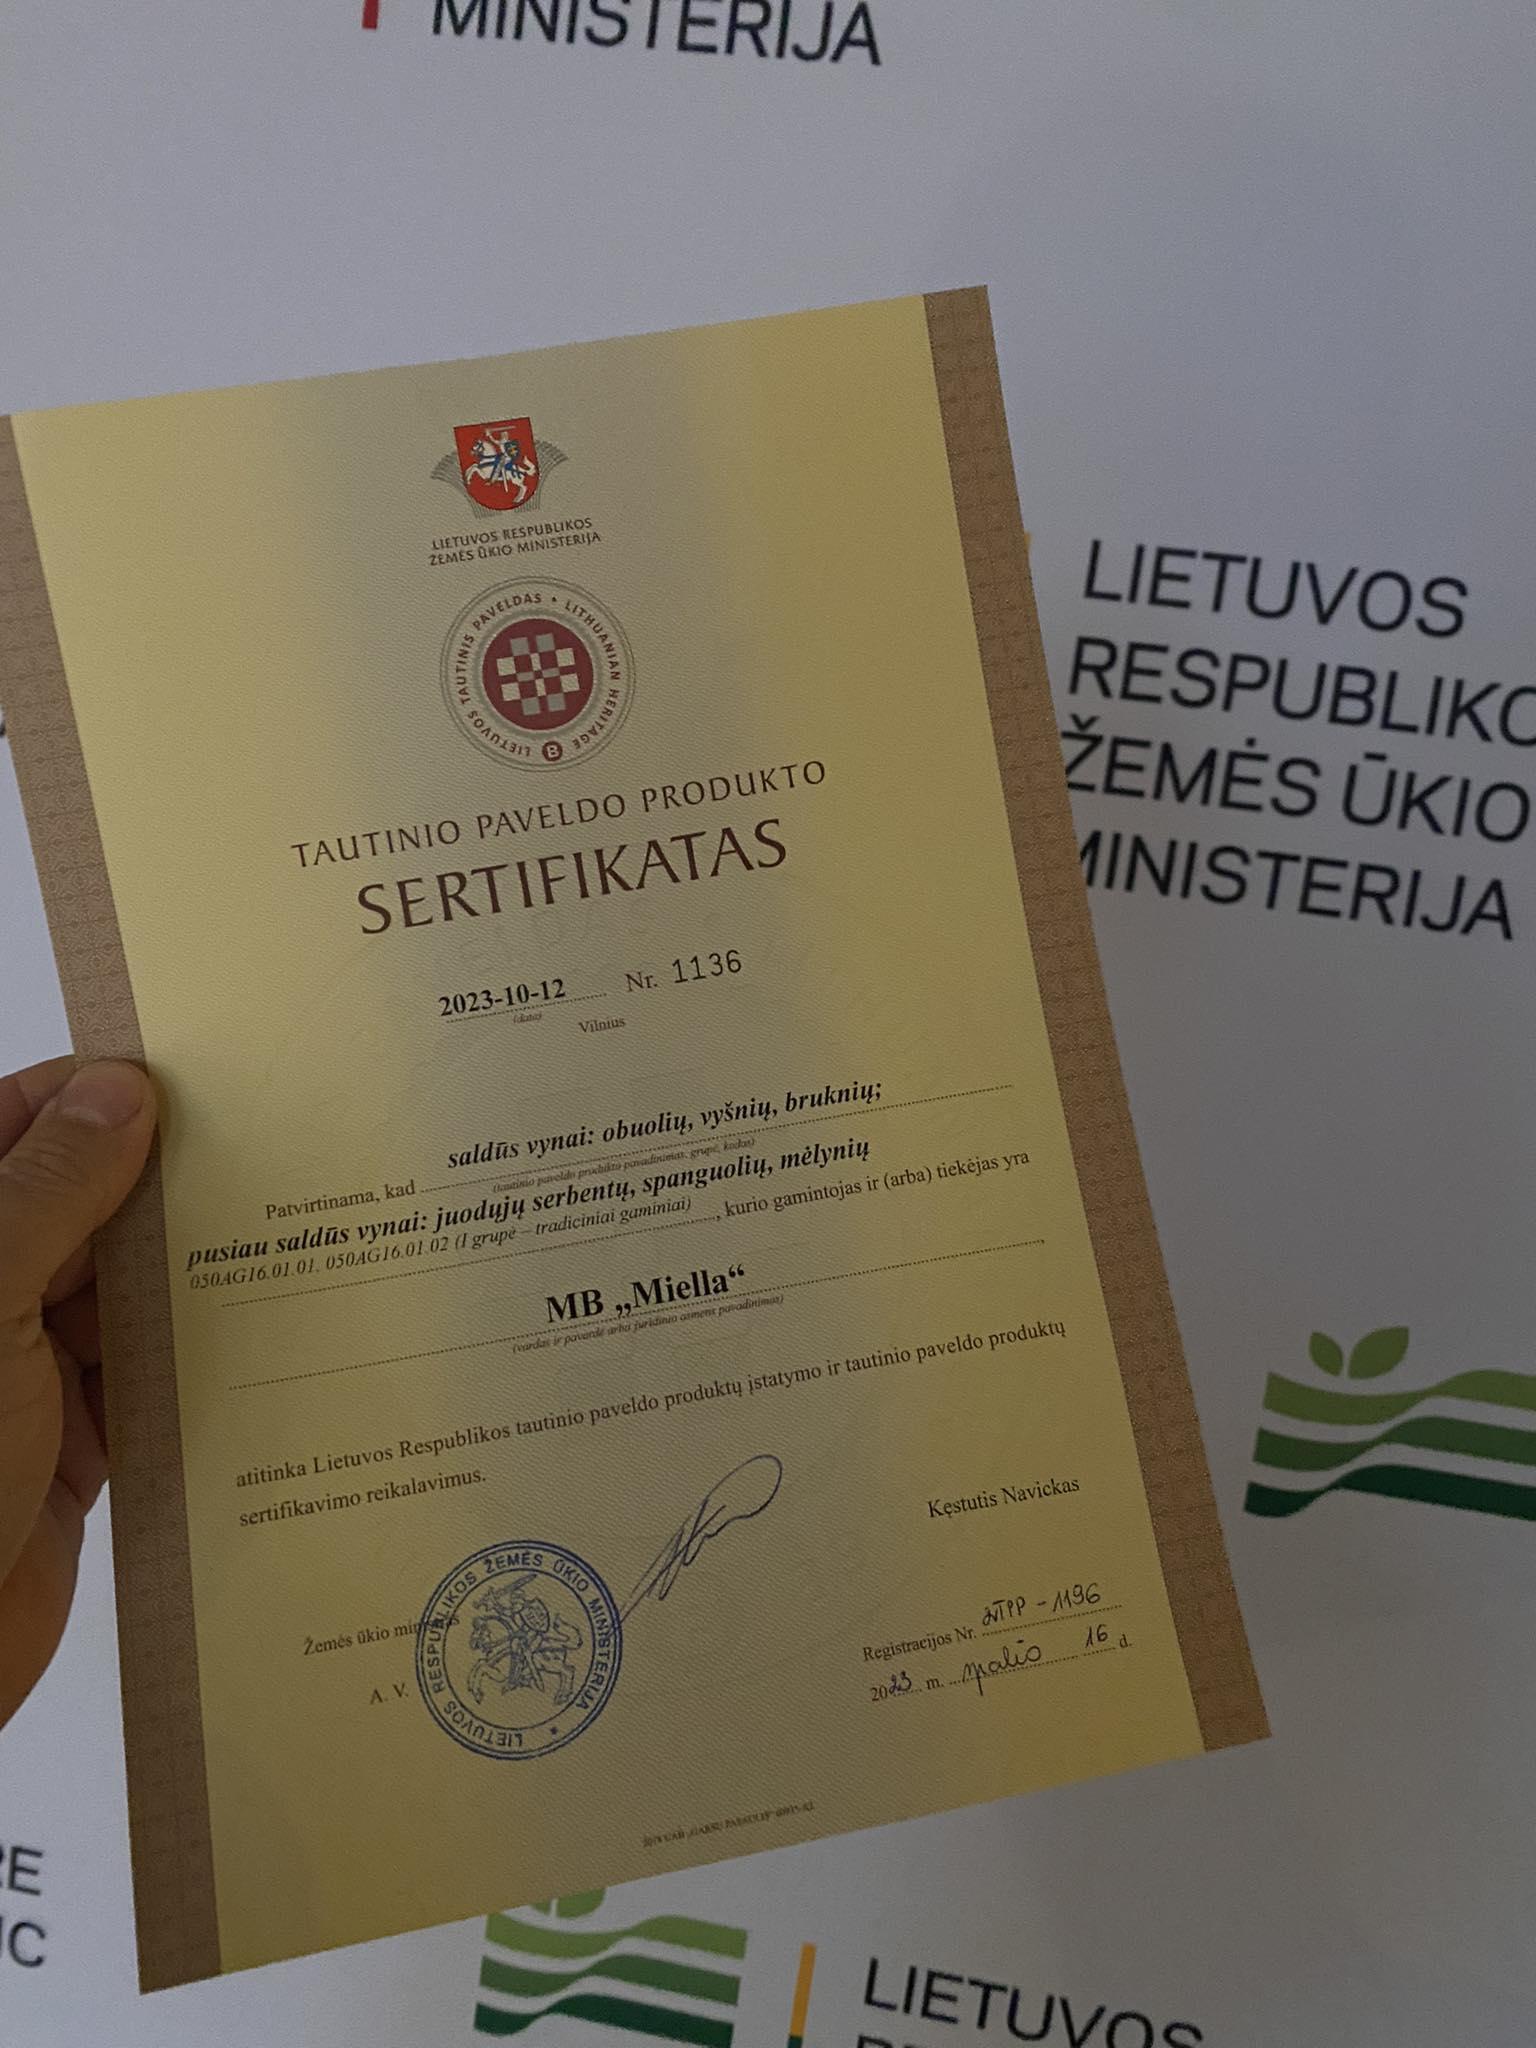 MINISTERIJA
LIETUVOS RESPUBLIKOS
ŽEMĖS ŪKIO MINISTERIJA
LIETUVOS TAUTINIS PAVELDAS • LITHUANIAN HERITAGE B
TAUTINIO PAVELDO PRODUKTO
SERTIFIKATAS
2023-10-12 Nr. 1136
(data)
Vilnius
saldūs vynai: obuolių, vyšnių, bruknių;
Patvirtinama, kad
(tautinio paveldo produkto pavadinimas, grupė, kodas)
pusiau saldūs vynai: juodųjų serbentų, spanguolių, mėlynių
050AG16.01.01, 050AG16.01.02 (I grupė – tradiciniai gaminiai) , kurio gamintojas ir (arba) tiekėjas yra
MB „Miella“
(vardas ir pavardė arba juridinio asmens pavadinimas)
atitinka Lietuvos Respublikos tautinio paveldo produktų įstatymo ir tautinio paveldo produktų
sertifikavimo reikalavimus.
Kęstutis Navickas
Žemės ūkio
A. V.
LIETUVOS RESPUBLIKOS ŽEMĖS ŪKIO MINISTERIJA
Registracijos Nr. NTPP - 1196
2023 m. spalio 16 d.
LIETUVOS
RESPUBLIKO
ŽEMĖS ŪKIO
MINISTERIJA
RE
IC
LIETUVOS